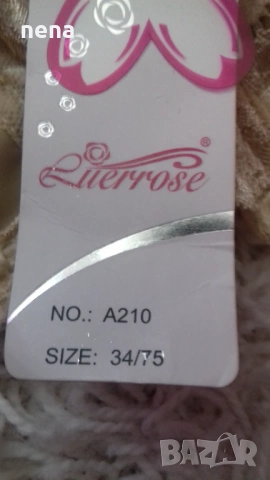 nena
Luerrose®
NO.: A210
SIZE: 34/75
BAZAR